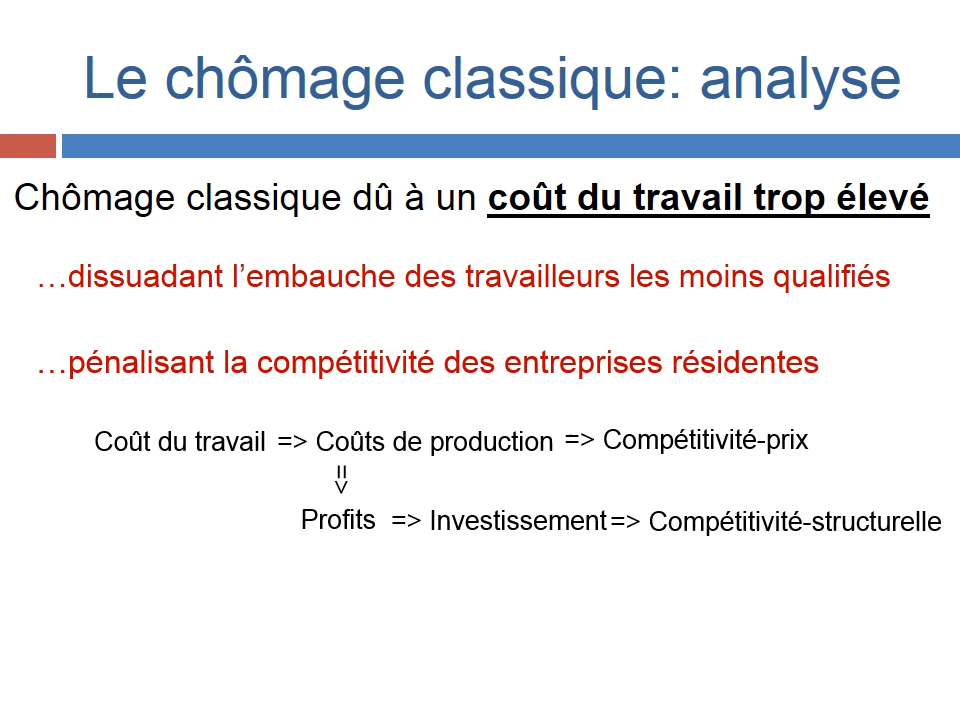 Le chômage classique: analyse
Chômage classique dû à un coût du travail trop élevé
…dissuadant l’embauche des travailleurs les moins qualifiés
…pénalisant la compétitivité des entreprises résidentes
Coût du travail => Coûts de production => Compétitivité-prix
=>
Profits => Investissement => Compétitivité-structurelle